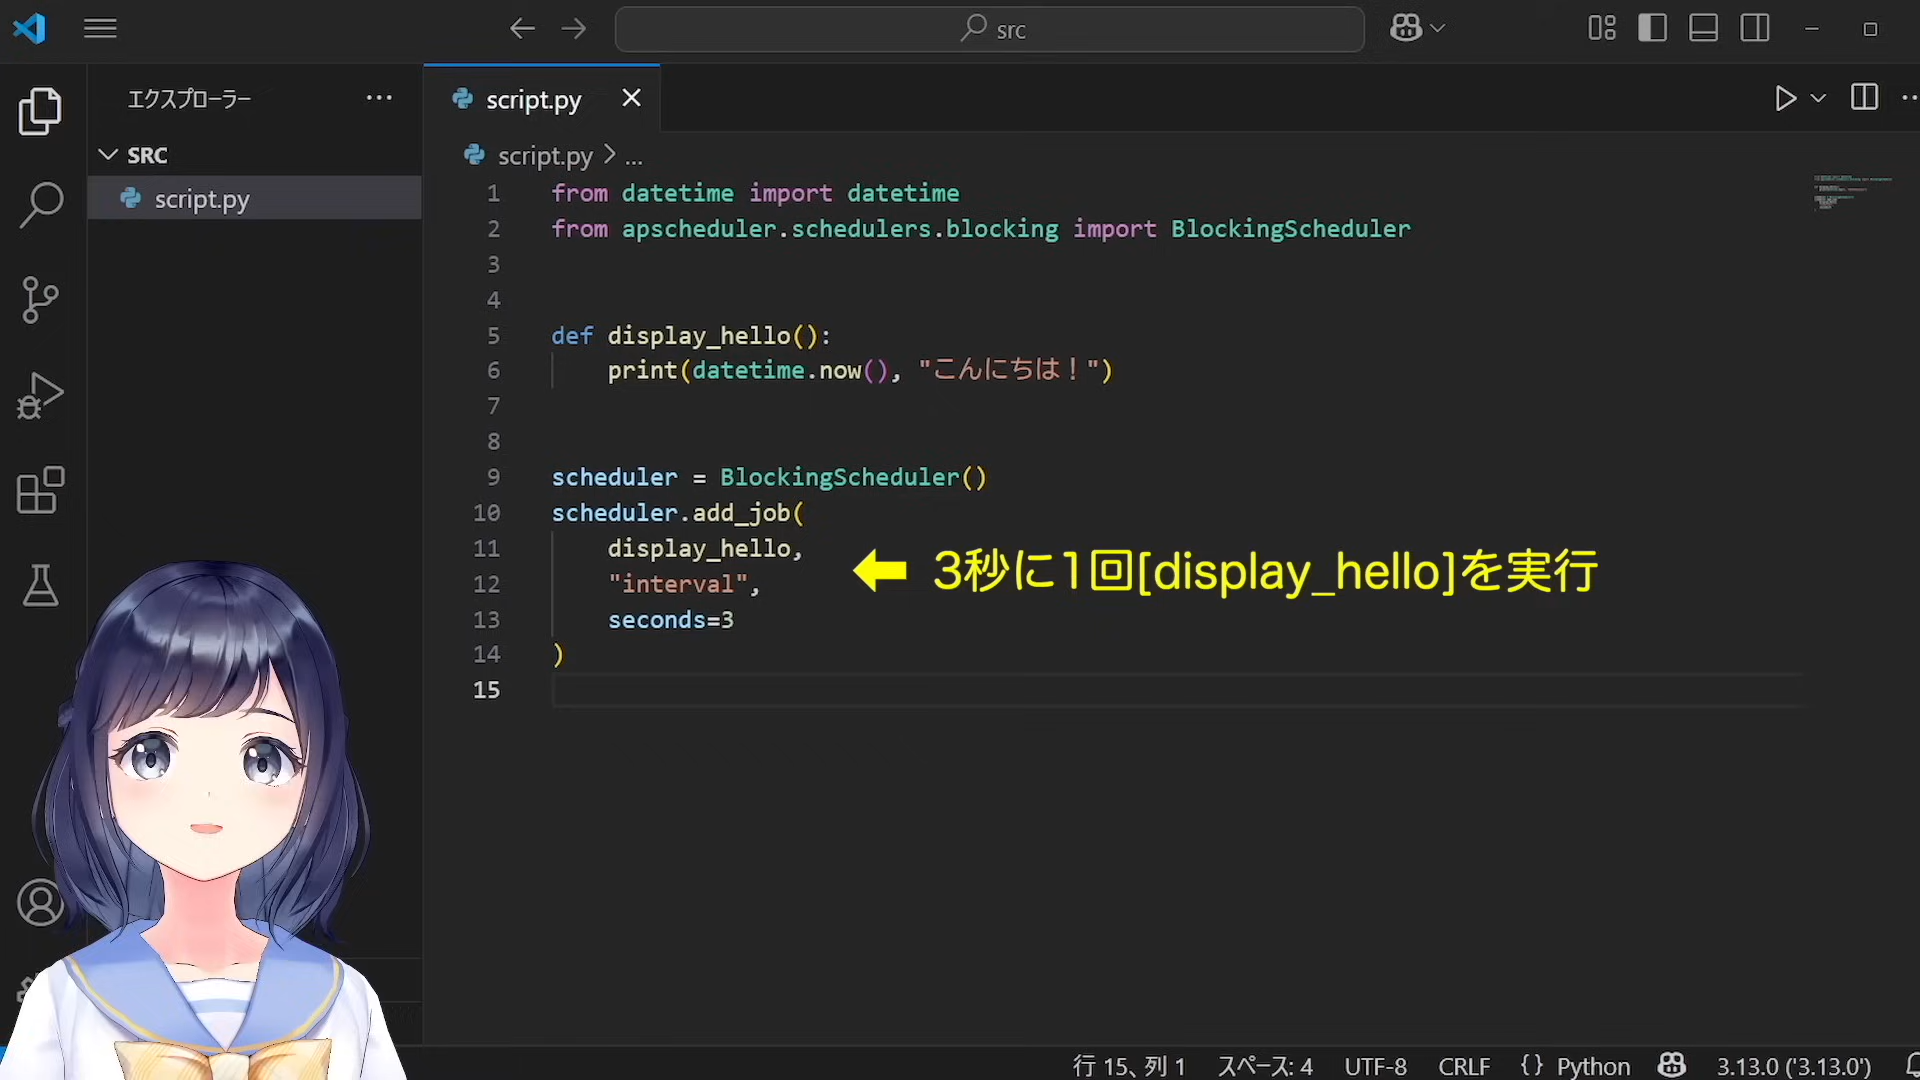 src
エクスプローラー
SRC
script.py
script.py
script.py > ...
1 from datetime import datetime
2 from apscheduler.schedulers.blocking import BlockingScheduler
3
4
5 def display_hello():
6     print(datetime.now(), "こんにちは！")
7
8
9 scheduler = BlockingScheduler()
10 scheduler.add_job(
11     display_hello,
12     "interval",
13     seconds=3
14 )
15
3秒に1回[display_hello]を実行
行 15、列 1 スペース: 4 UTF-8 CRLF {} Python 3.13.0 ('3.13.0')